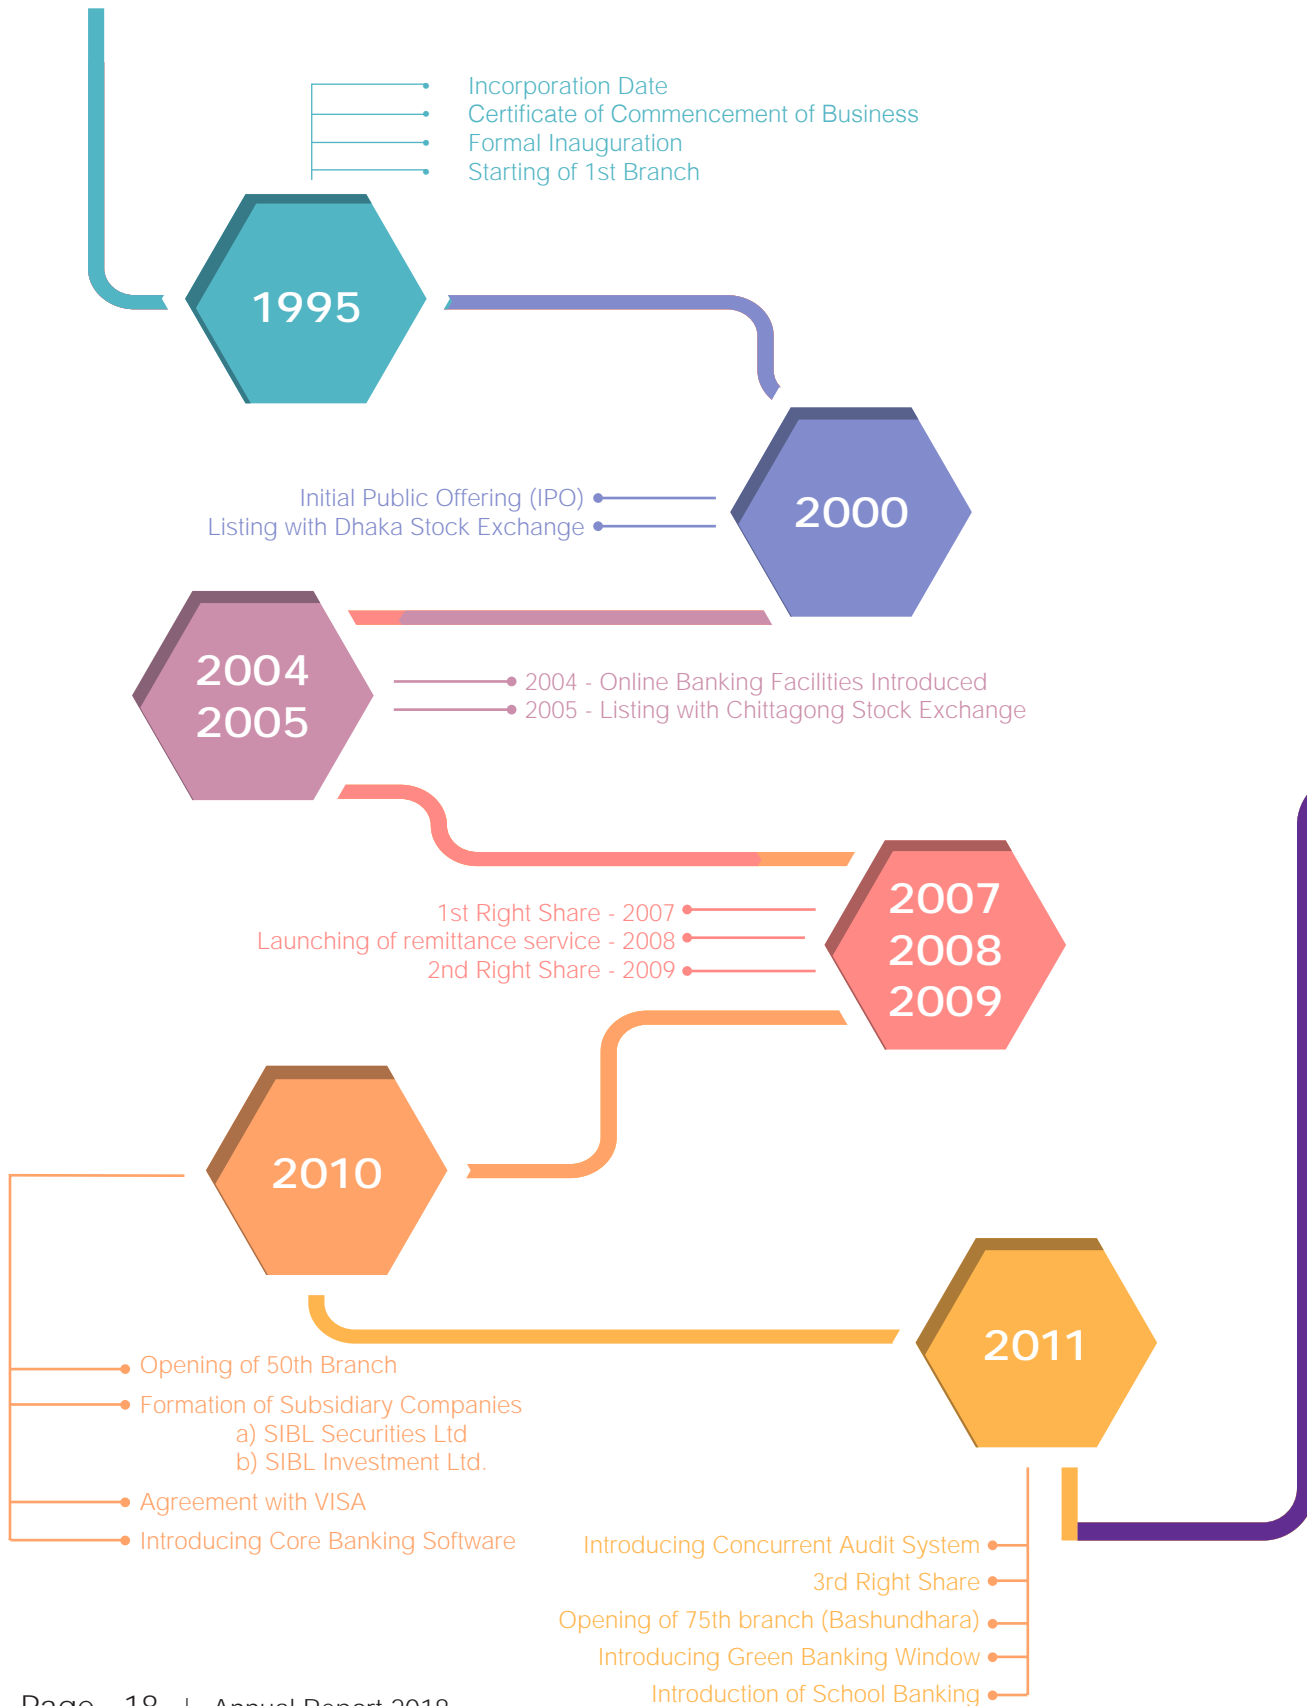 Incorporation Date
Certificate of Commencement of Business
Formal Inauguration
Starting of 1st Branch
1995
Initial Public Offering (IPO)
Listing with Dhaka Stock Exchange
2000
2004
2005
2004 - Online Banking Facilities Introduced
2005 - Listing with Chittagong Stock Exchange
1st Right Share - 2007
Launching of remittance service - 2008
2nd Right Share - 2009
2007
2008
2009
2010
Opening of 50th Branch
Formation of Subsidiary Companies
a) SIBL Securities Ltd
b) SIBL Investment Ltd.
Agreement with VISA
Introducing Core Banking Software
2011
Introducing Concurrent Audit System
3rd Right Share
Opening of 75th branch (Bashundhara)
Introducing Green Banking Window
Introduction of School Banking
Page - 18 | Annual Report 2018